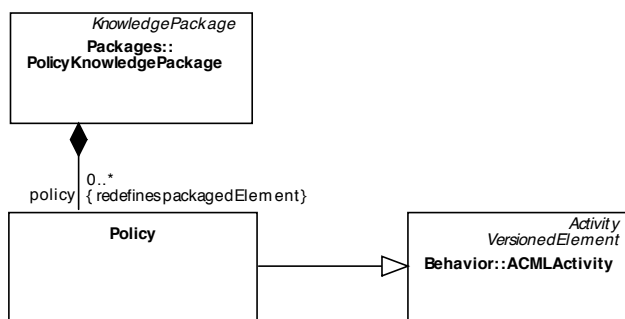 KnowledgePackage
Packages::
PolicyKnowledgePackage
0..*
policy { redefinespackagedElement}
Policy
Activity
VersionedElement
Behavior::ACMLActivity